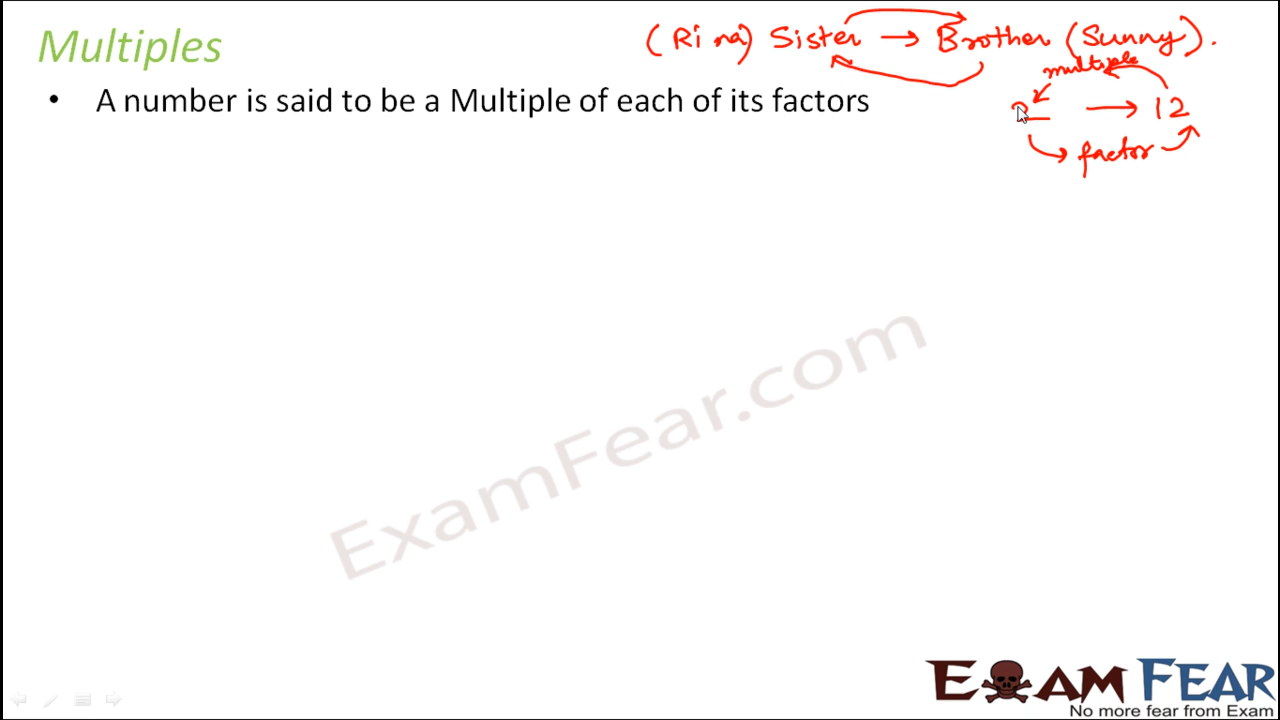 Multiples
(Rina) Sister → Brother (Sunny).
multiple
• A number is said to be a Multiple of each of its factors
→ 12
factor
ExamFear.com
EXAM FEAR
No more fear from Exam